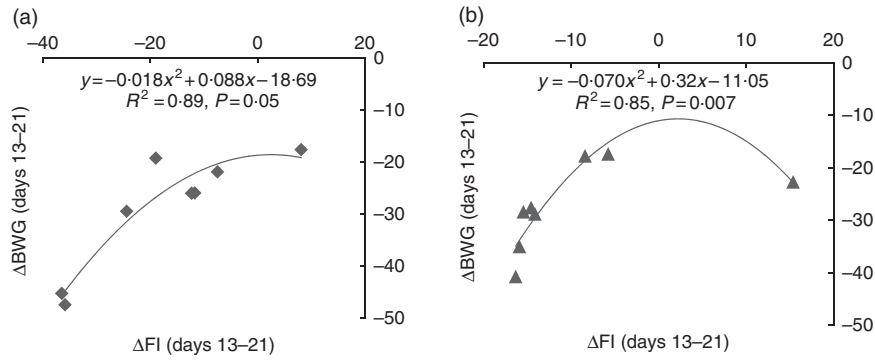 (a)
−40 −20 0 20
0
y=−0·018x²+0·088x−18·69
R²=0·89, P=0·05
−10
−20
−30
−40
−50
ΔBWG (days 13–21)
ΔFI (days 13–21)
(b)
−20 −10 0 10 20
0
y=−0·070x²+0·32x−11·05
R²=0·85, P=0·007
−10
−20
−30
−40
−50
ΔBWG (days 13–21)
ΔFI (days 13–21)